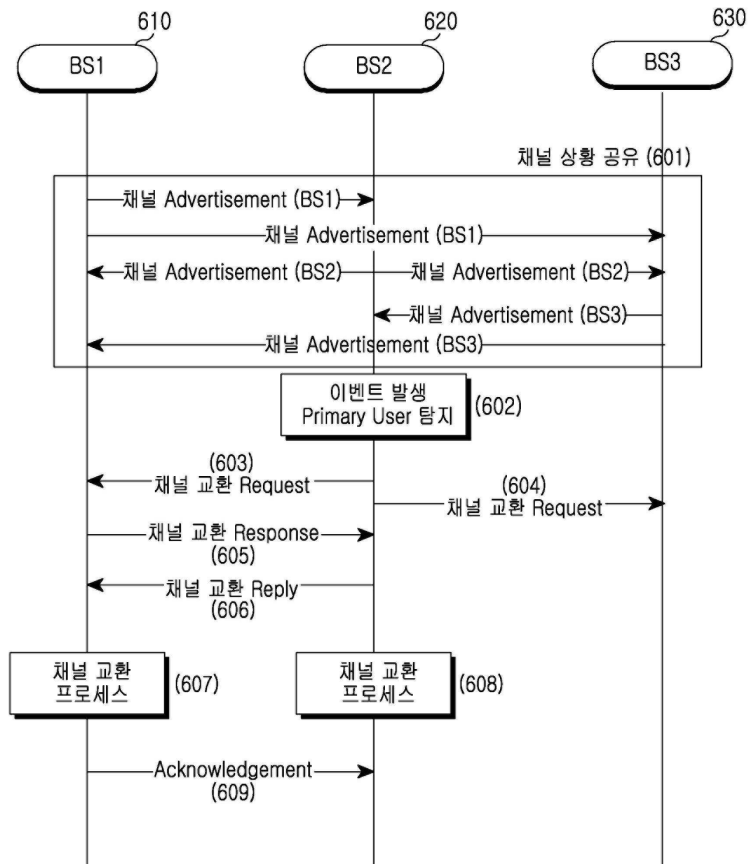 610
620
630
BS1
BS2
BS3
채널 상황 공유 (601)
채널 Advertisement (BS1)
채널 Advertisement (BS1)
채널 Advertisement (BS2)
채널 Advertisement (BS2)
채널 Advertisement (BS3)
채널 Advertisement (BS3)
이벤트 발생
Primary User 탐지
(602)
(603)
채널 교환 Request
(604)
채널 교환 Request
채널 교환 Response
(605)
채널 교환 Reply
(606)
채널 교환
프로세스
(607)
채널 교환
프로세스
(608)
Acknowledgement
(609)